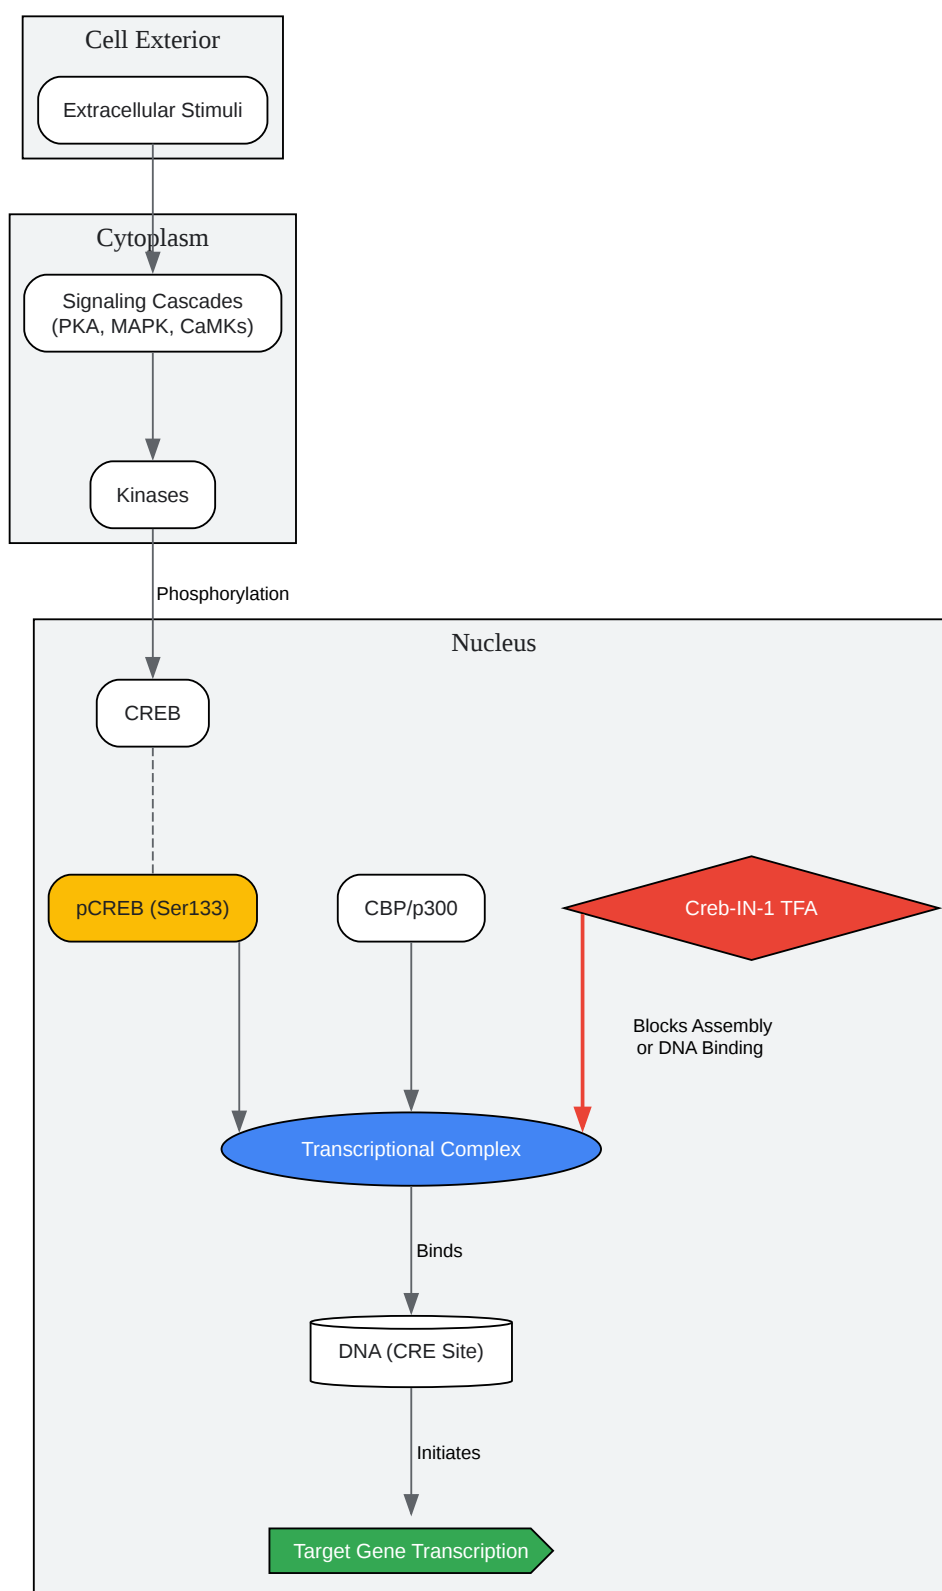 Cell Exterior
Extracellular Stimuli
Cytoplasm
Signaling Cascades
(PKA, MAPK, CaMKs)
Kinases
Phosphorylation
Nucleus
CREB
pCREB (Ser133)
CBP/p300
Creb-IN-1 TFA
Blocks Assembly
or DNA Binding
Transcriptional Complex
Binds
DNA (CRE Site)
Initiates
Target Gene Transcription